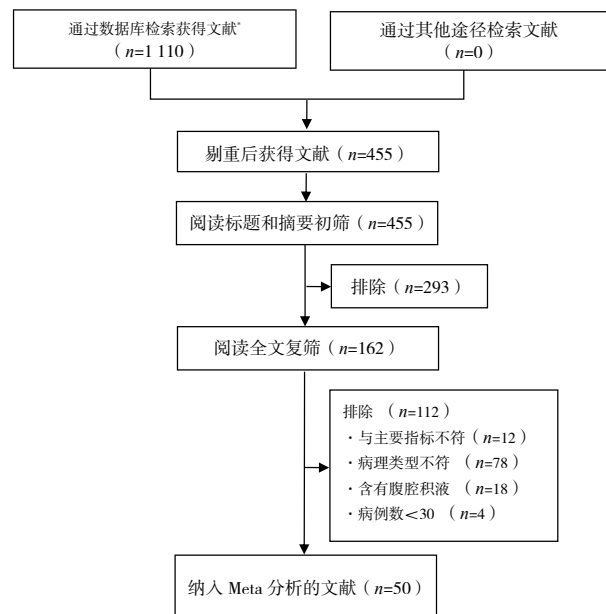 通过数据库检索获得文献*
（n=1 110）
通过其他途径检索文献
（n=0）
剔重后获得文献（n=455）
阅读标题和摘要初筛（n=455）
排除（n=293）
阅读全文复筛（n=162）
排除（n=112）
·与主要指标不符（n=12）
·病理类型不符（n=78）
·含有腹腔积液（n=18）
·病例数<30（n=4）
纳入 Meta 分析的文献（n=50）